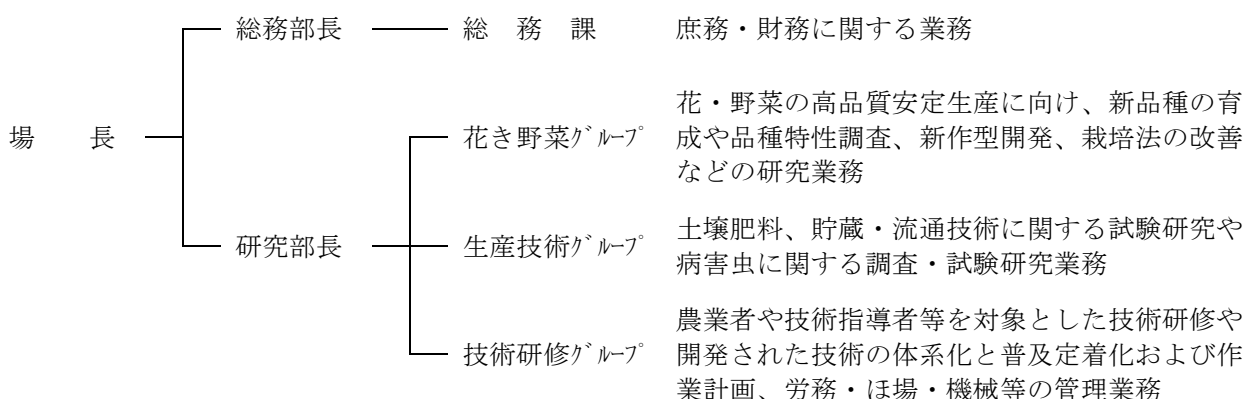 総務部長 総務課 庶務・財務に関する業務
場長
花き野菜グループ
花・野菜の高品質安定生産に向け、新品種の育
成や品種特性調査、新作型開発、栽培法の改善
などの研究業務
研究部長
生産技術グループ
土壌肥料、貯蔵・流通技術に関する試験研究や
病害虫に関する調査・試験研究業務
技術研修グループ
農業者や技術指導者等を対象とした技術研修や
開発された技術の体系化と普及定着化および作
業計画、労務・ほ場・機械等の管理業務